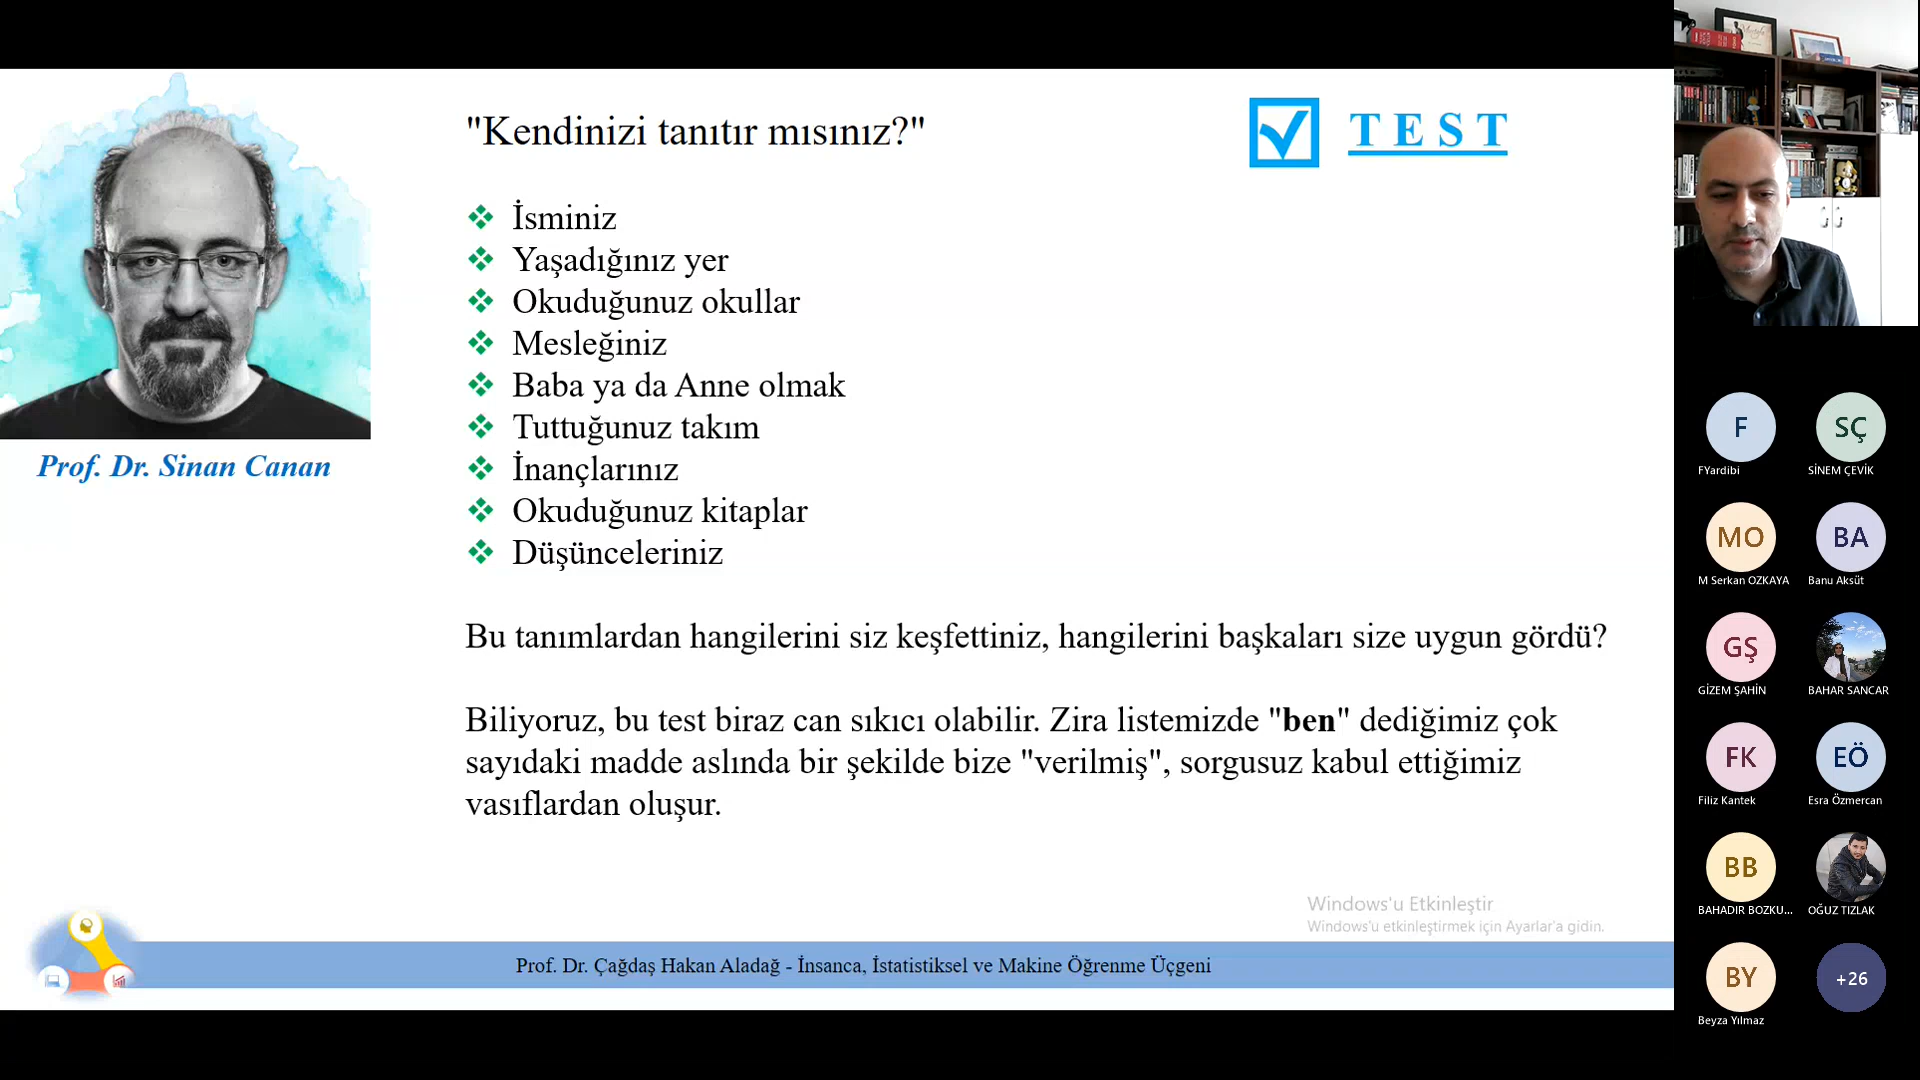 "Kendinizi tanıtır mısınız?"
TEST
İsminiz
Yaşadığınız yer
Okuduğunuz okullar
Mesleğiniz
Baba ya da Anne olmak
Tuttuğunuz takım
İnançlarınız
Okuduğunuz kitaplar
Düşünceleriniz
Prof. Dr. Sinan Canan
Bu tanımlardan hangilerini siz keşfettiniz, hangilerini başkaları size uygun gördü?
Biliyoruz, bu test biraz can sıkıcı olabilir. Zira listemizde "ben" dediğimiz çok
sayıdaki madde aslında bir şekilde bize "verilmiş", sorgusuz kabul ettiğimiz
vasıflardan oluşur.
Windows'u Etkinleştir
Windows'u etkinleştirmek için Ayarlar'a gidin.
Prof. Dr. Çağdaş Hakan Aladağ - İnsanca, İstatistiksel ve Makine Öğrenme Üçgeni
F
FYardibi
SÇ
SİNEM ÇEVİK
MO
M Serkan OZKAYA
BA
Banu Aksüt
GŞ
GİZEM ŞAHİN
BAHAR SANCAR
FK
Filiz Kantek
EÖ
Esra Özmercan
BB
BAHADIR BOZKU...
OĞUZ TIZLAK
BY
Beyza Yılmaz
+26